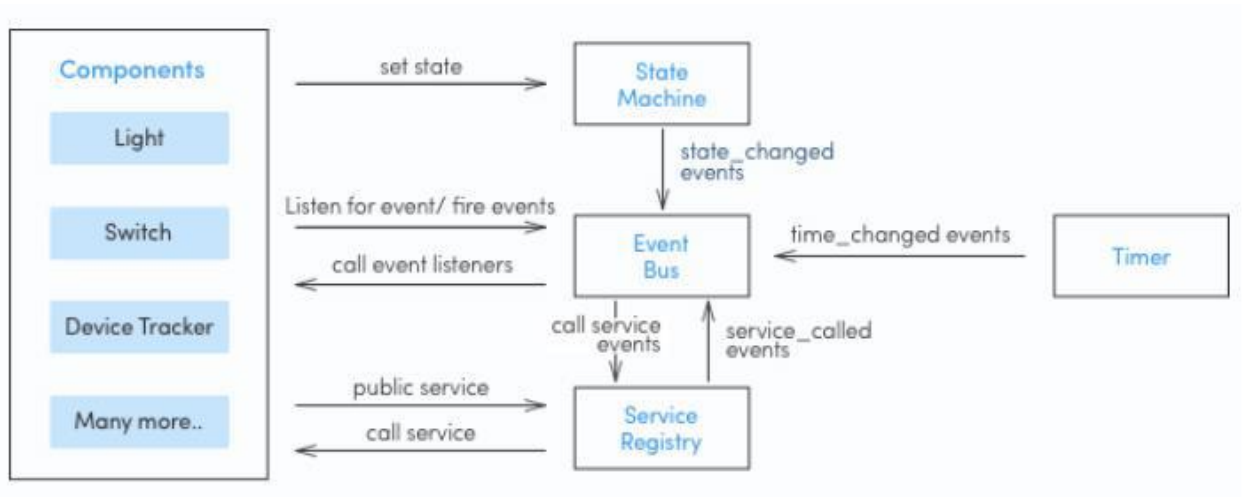 Components
Light
Switch
Device Tracker
Many more..
set state
State
Machine
state_changed
events
Listen for event/ fire events
call event listeners
Event
Bus
time_changed events
Timer
call service
events
service_called
events
public service
call service
Service
Registry